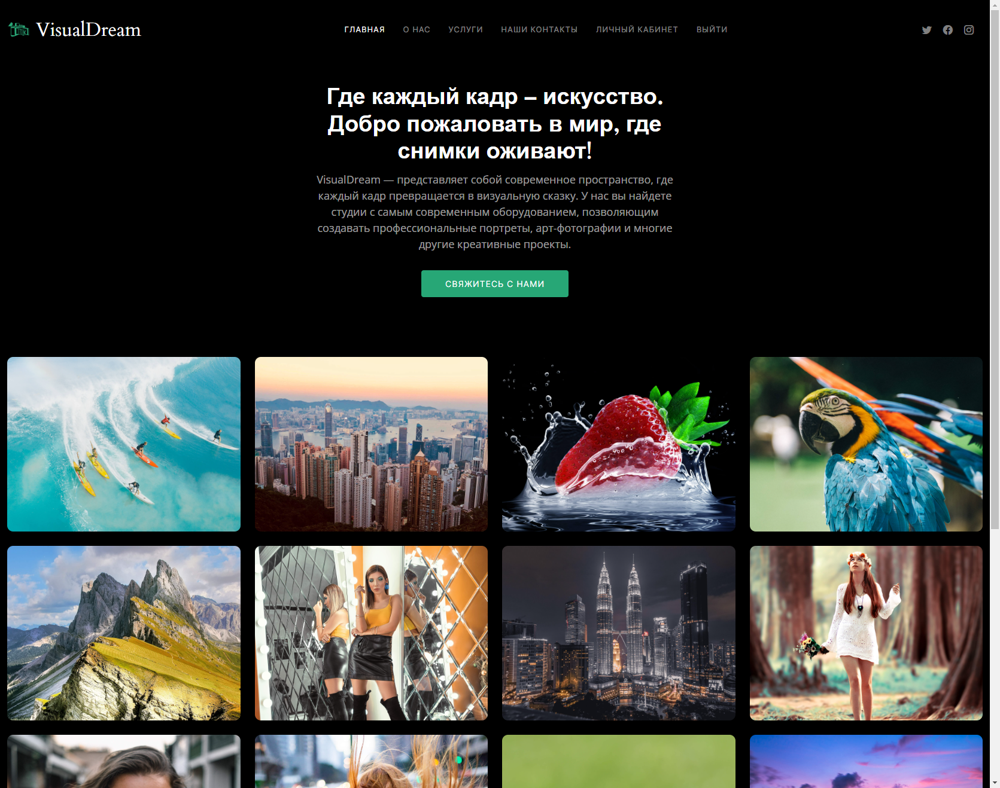 VisualDream
ГЛАВНАЯ О НАС УСЛУГИ НАШИ КОНТАКТЫ ЛИЧНЫЙ КАБИНЕТ ВЫЙТИ
Где каждый кадр – искусство.
Добро пожаловать в мир, где
снимки оживают!
VisualDream — представляет собой современное пространство, где
каждый кадр превращается в визуальную сказку. У нас вы найдете
студии с самым современным оборудованием, позволяющим
создавать профессиональные портреты, арт-фотографии и многие
другие креативные проекты.
СВЯЖИТЕСЬ С НАМИ